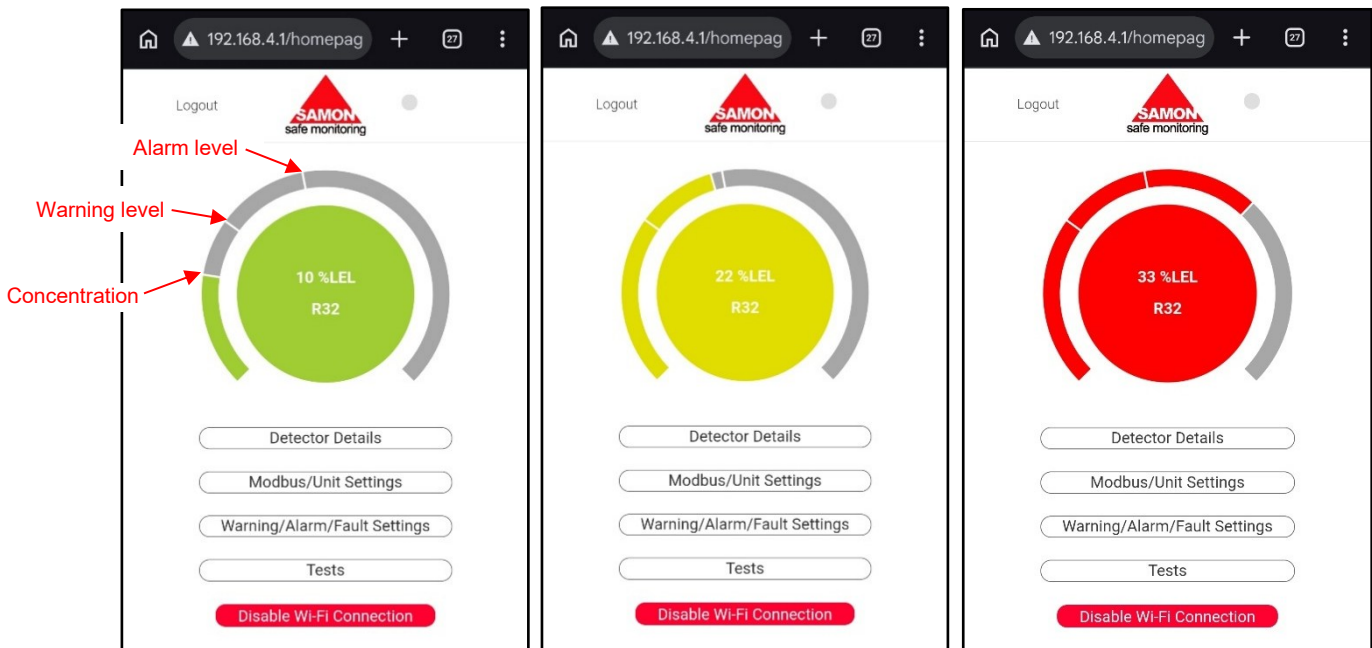 192.168.4.1/homepag
27
Logout
SAMON
safe monitoring
Alarm level
Warning level
Concentration
10 %LEL
R32
Detector Details
Modbus/Unit Settings
Warning/Alarm/Fault Settings
Tests
Disable Wi-Fi Connection
192.168.4.1/homepag
27
Logout
SAMON
safe monitoring
22 %LEL
R32
Detector Details
Modbus/Unit Settings
Warning/Alarm/Fault Settings
Tests
Disable Wi-Fi Connection
192.168.4.1/homepag
27
Logout
SAMON
safe monitoring
33 %LEL
R32
Detector Details
Modbus/Unit Settings
Warning/Alarm/Fault Settings
Tests
Disable Wi-Fi Connection